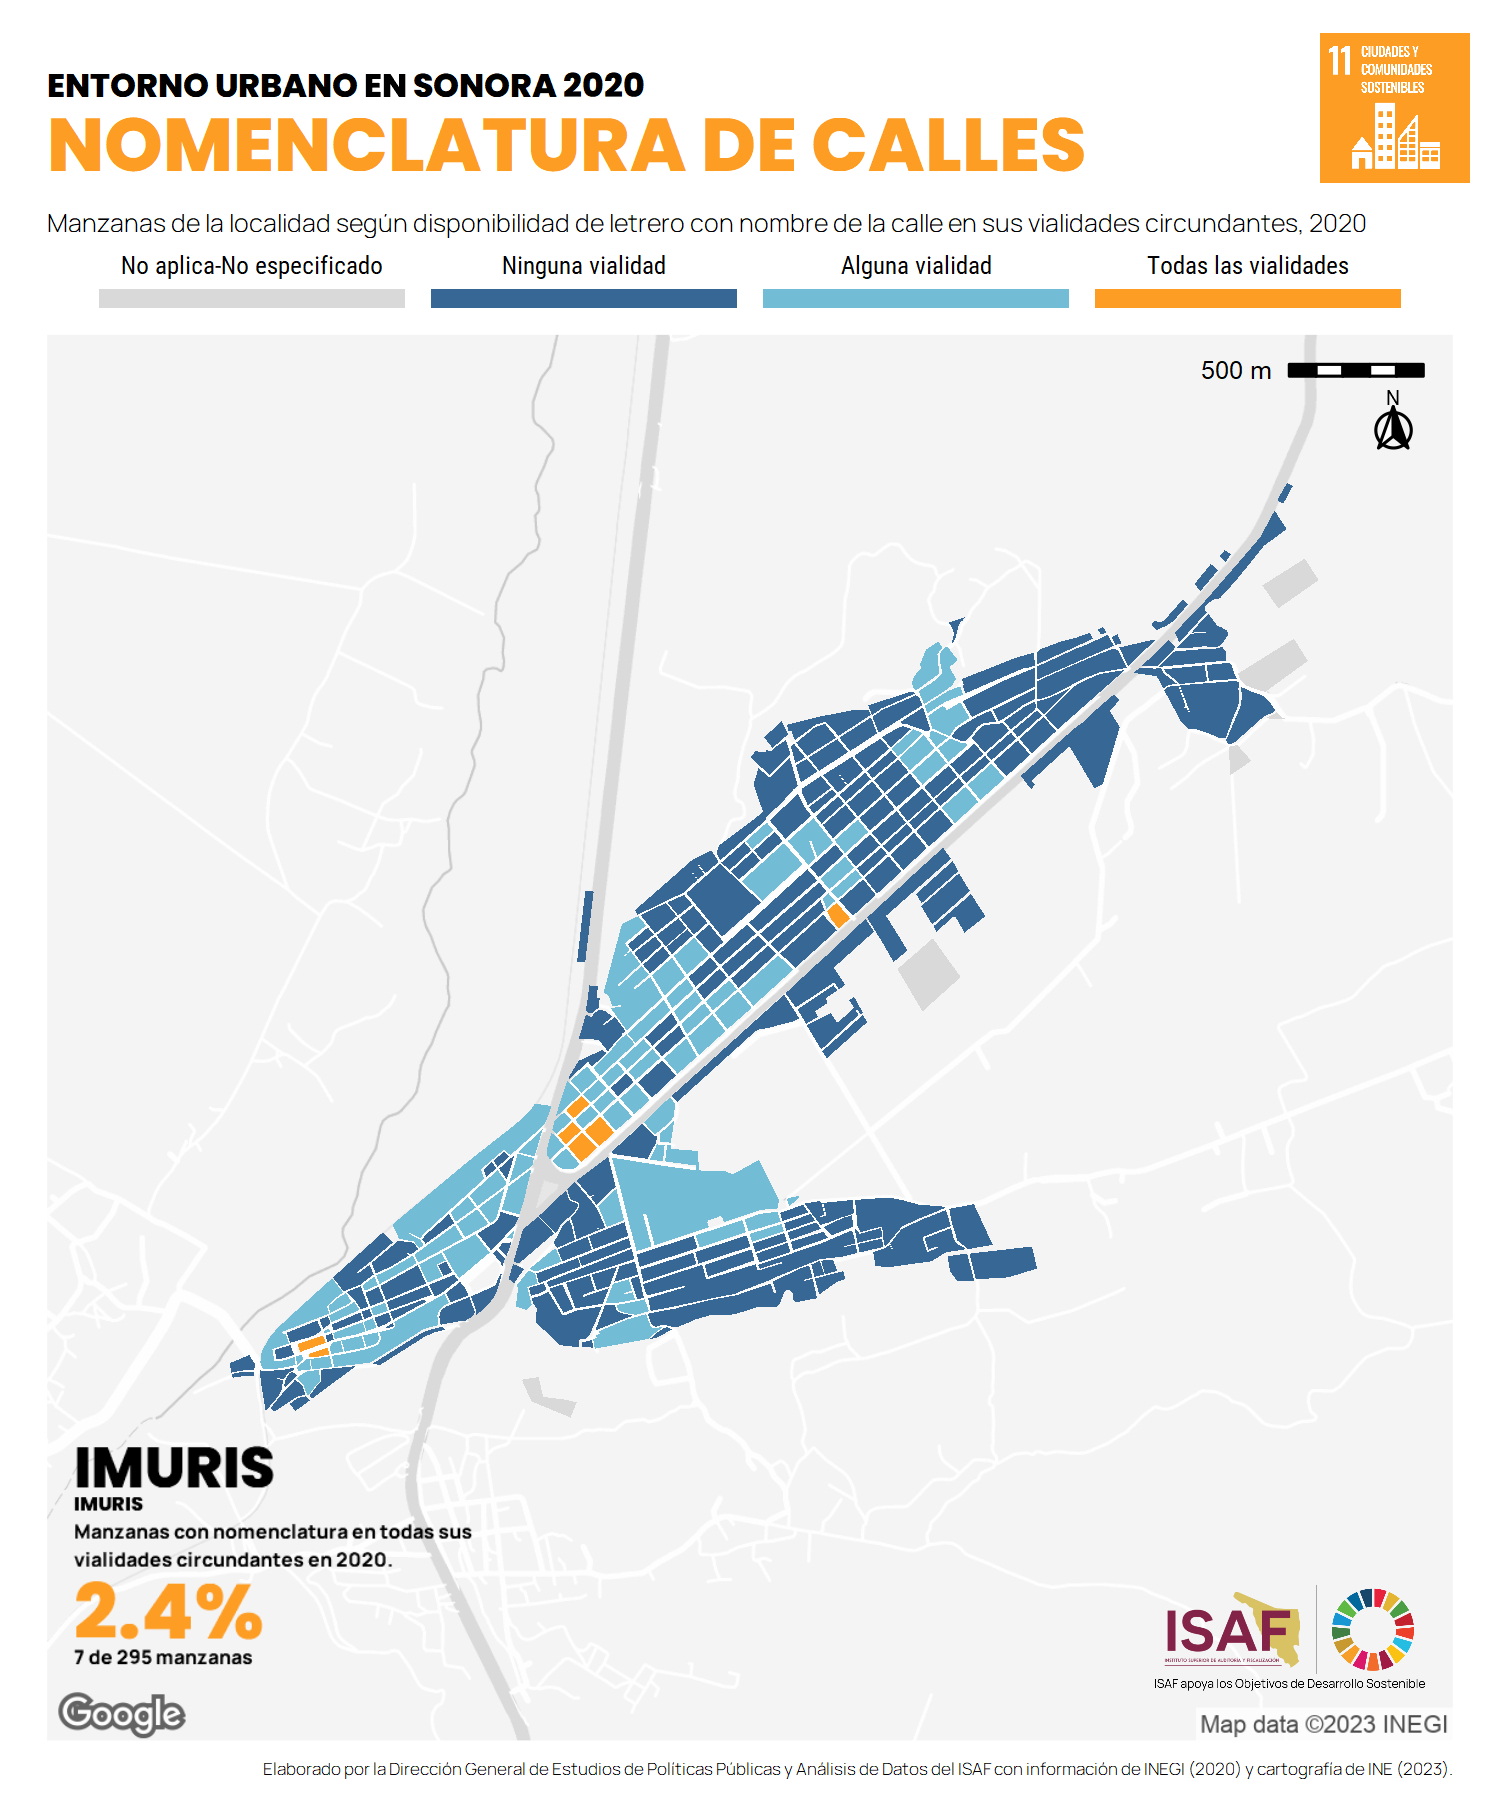 ENTORNO URBANO EN SONORA 2020
NOMENCLATURA DE CALLES
11 CIUDADES Y
COMUNIDADES
SOSTENIBLES
Manzanas de la localidad según disponibilidad de letrero con nombre de la calle en sus vialidades circundantes, 2020
No aplica-No especificado Ninguna vialidad Alguna vialidad Todas las vialidades
500 m
N
IMURIS
IMURIS
Manzanas con nomenclatura en todas sus
vialidades circundantes en 2020.
2.4%
7 de 295 manzanas
ISAF
INSTITUTO SUPERIOR DE AUDITORÍA Y FISCALIZACIÓN
ISAF apoya los Objetivos de Desarrollo Sostenible
Google
Map data ©2023 INEGI
Elaborado por la Dirección General de Estudios de Políticas Públicas y Análisis de Datos del ISAF con información de INEGI (2020) y cartografía de INE (2023).